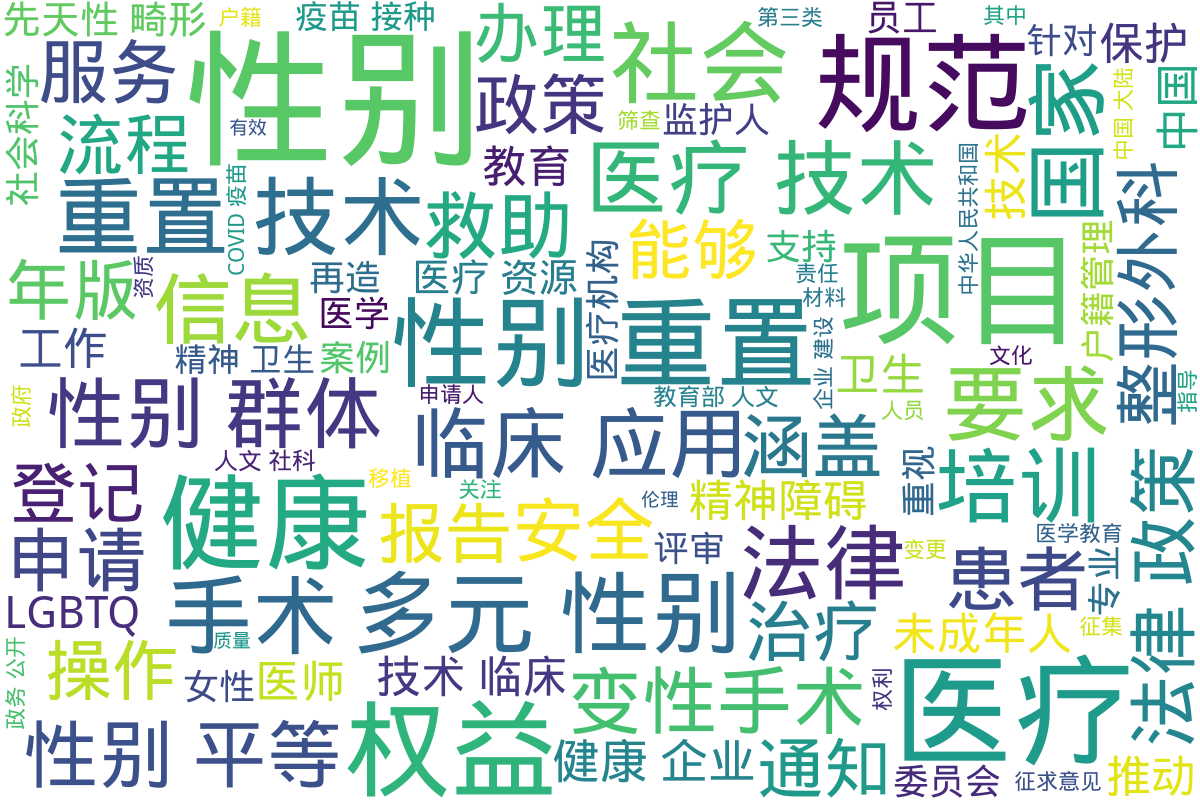 先天性 畸形
户籍
疫苗 接种
办理
社会
第三类
员工
其中
针对
保护
服务
性别
政策
规范
国家
中国
社会科学
流程
有效
筛查
监护人
中国 大陆
教育
医疗 技术
技术
重置 技术
救助
COVID 疫苗
中华人民共和国
整形外科
年版
资质
信息
再造
医疗 资源
医疗机构
能够
支持
责任
材料
项目
户籍管理
医学
性别 重置
工作
精神 卫生
案例
企业 建设
卫生
文化
指导
政府
性别 群体
申请人
教育部 人文
人员
要求
临床 应用
涵盖
登记
人文 社科
移植
关注
伦理
精神障碍
重视
培训
法律 政策
健康
报告
安全
申请
评审
法律
变更
医学教育
患者
专业
LGBTQ
手术
多元 性别
治疗
未成年人
征集
质量
政务 公开
操作
女性
医师
技术 临床
变性手术
权利
医疗
性别 平等
权益
健康 企业
通知
委员会
征求意见
推动